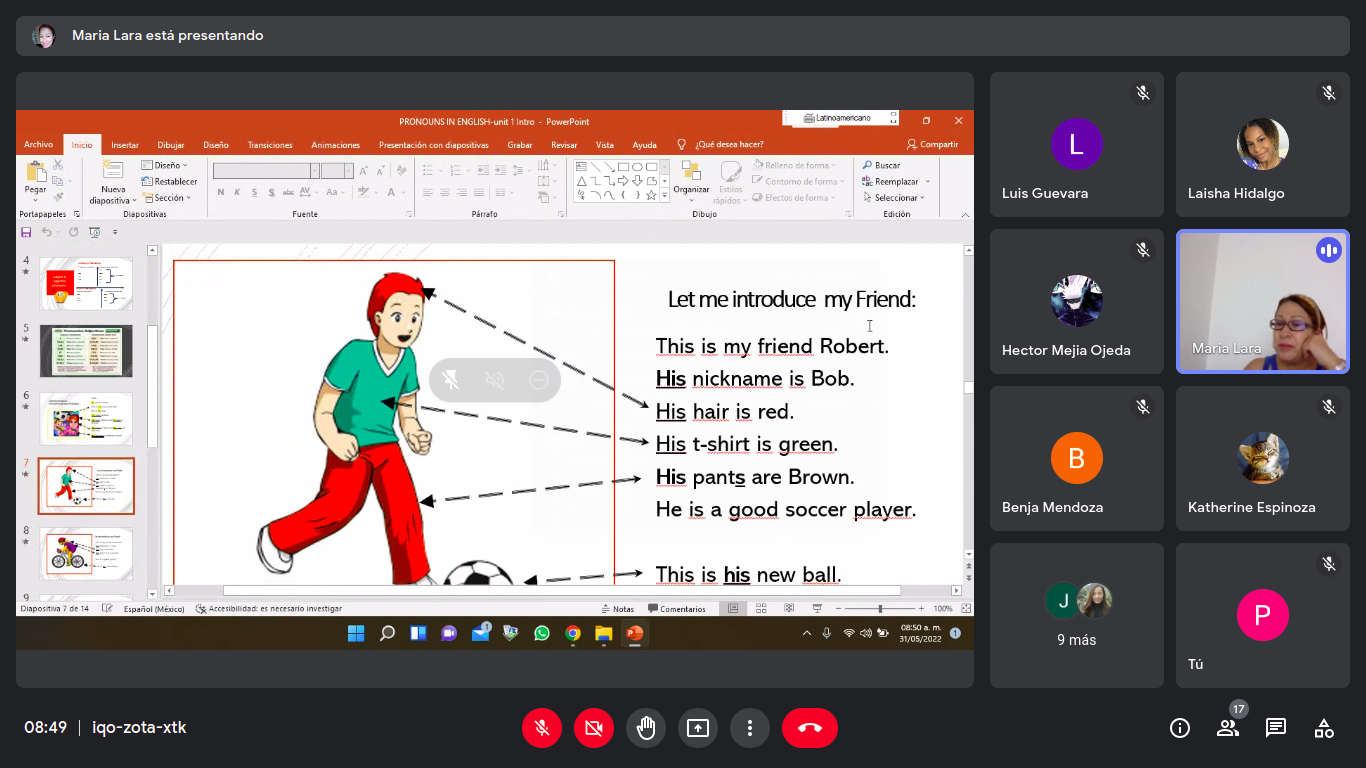 Maria Lara está presentando
PRONOUNS IN ENGLISH-unit 1 Intro - PowerPoint
Latinoamericano
Archivo Inicio Insertar Dibujar Diseño Transiciones Animaciones Presentación con diapositivas Grabar Revisar Vista Ayuda ¿Qué desea hacer? Compartir
Pegar
Nueva diapositiva
Diseño
Restablecer
Sección
N K S S abc AV Aa A
Organizar
Estilos rápidos
Relleno de forma
Contorno de forma
Efectos de forma
Buscar
Reemplazar
Seleccionar
Portapapeles Diapositivas Fuente Párrafo Dibujo Edición
4
5
6
7
8
9
Let me introduce my Friend:
This is my friend Robert.
His nickname is Bob.
His hair is red.
His t-shirt is green.
His pants are Brown.
He is a good soccer player.
This is his new ball.
Diapositiva 7 de 14 Español (México) Accesibilidad: es necesario investigar Notas Comentarios 100%
08:50 a. m.
31/05/2022
1
1
L
Luis Guevara
Laisha Hidalgo
Hector Mejia Ojeda
Maria Lara
B
Benja Mendoza
Katherine Espinoza
J
9 más
P
Tú
08:49 | iqo-zota-xtk
17